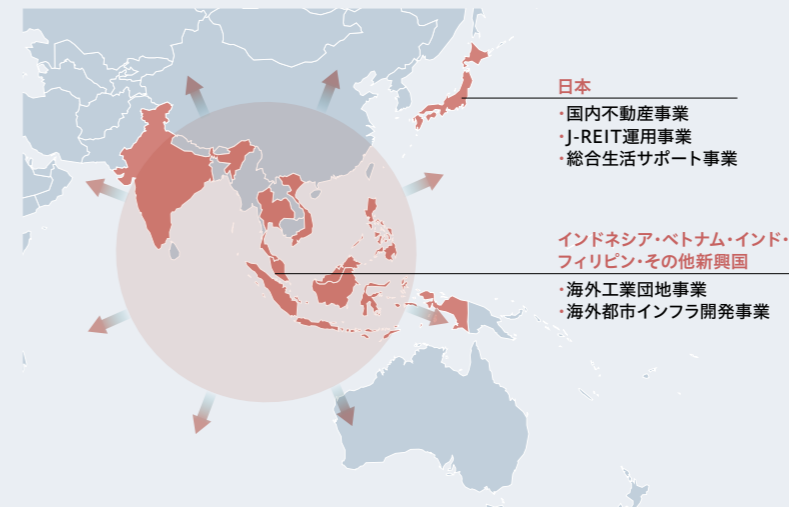 日本
・国内不動産事業
・J-REIT運用事業
・総合生活サポート事業
インドネシア・ベトナム・インド・
フィリピン・その他新興国
・海外工業団地事業
・海外都市インフラ開発事業